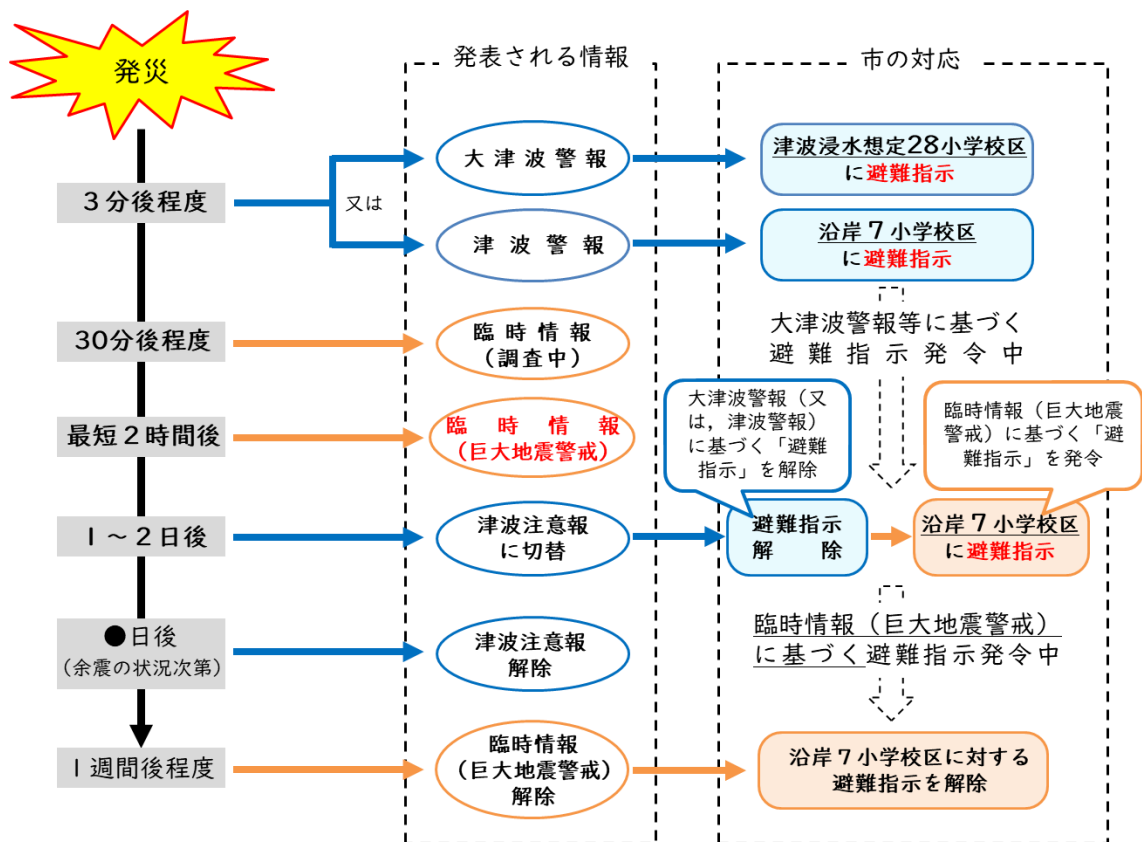 発災
発表される情報
市の対応
3分後程度
又は
大津波警報
津波浸水想定28小学校区
に避難指示
津波警報
沿岸7小学校区
に避難指示
30分後程度
臨時情報
(調査中)
大津波警報等に基づく
避難指示発令中
最短2時間後
臨時情報
(巨大地震警戒)
大津波警報（又
は，津波警報）
に基づく「避難
指示」を解除
臨時情報（巨大地震
警戒）に基づく「避
難指示」を発令
1～2日後
津波注意報
に切替
避難指示
解除
沿岸7小学校区
に避難指示
●日後
(余震の状況次第)
津波注意報
解除
臨時情報（巨大地震警戒）
に基づく避難指示発令中
1週間後程度
臨時情報
(巨大地震警戒)
解除
沿岸7小学校区に対する
避難指示を解除